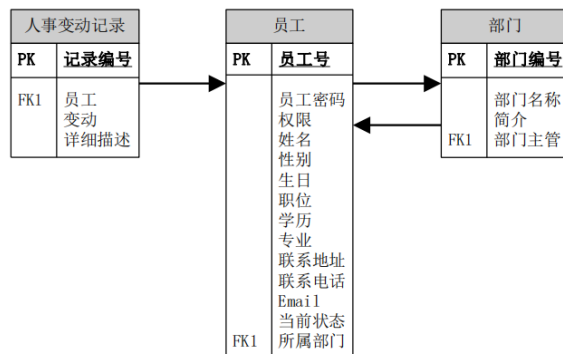 人事变动记录
PK 记录编号
FK1 员工
变动
详细描述
员工
PK 员工号
员工密码
权限
姓名
性别
生日
职位
学历
专业
联系地址
联系电话
Email
当前状态
FK1 所属部门
部门
PK 部门编号
部门名称
简介
FK1 部门主管